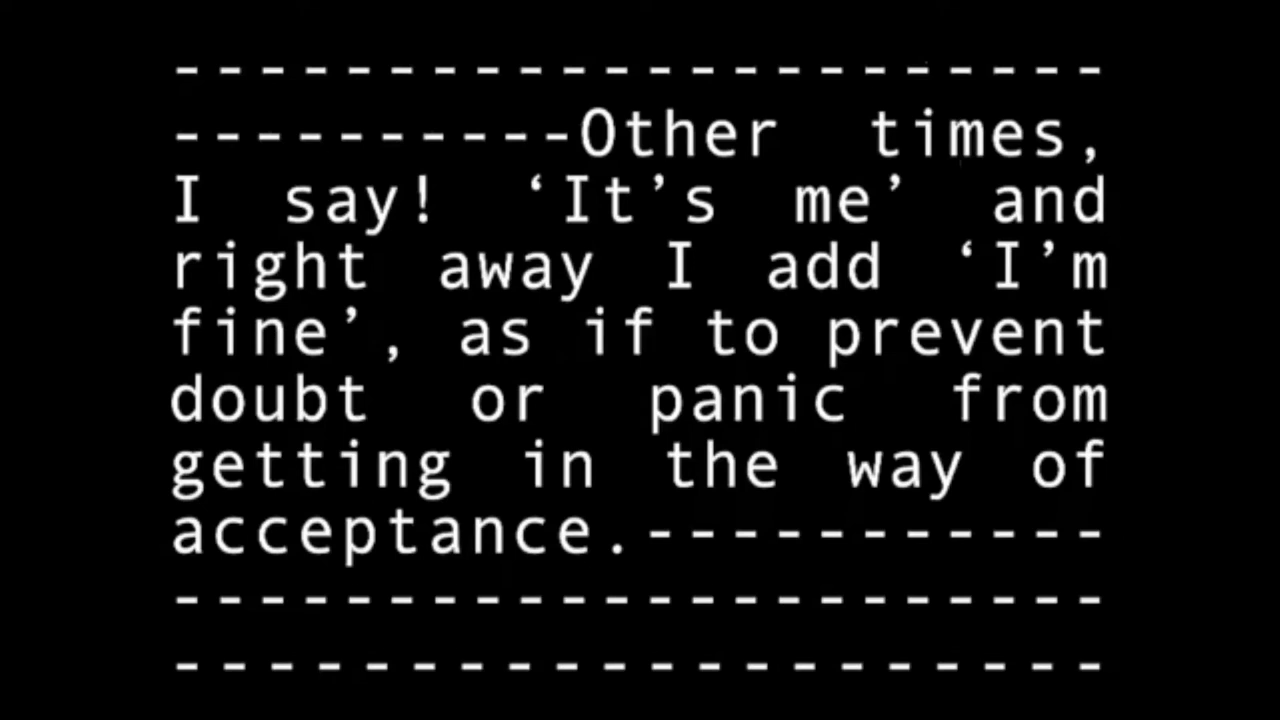 - - - - - - - - - - - - - - - - - - - - - -
- - - - - - - - - -Other times,
I say! ‘It’s me’ and
right away I add ‘I’m
fine’, as if to prevent
doubt or panic from
getting in the way of
acceptance.- - - - - - - - - - -
- - - - - - - - - - - - - - - - - - - - - -
- - - - - - - - - - - - - - - - - - - - -